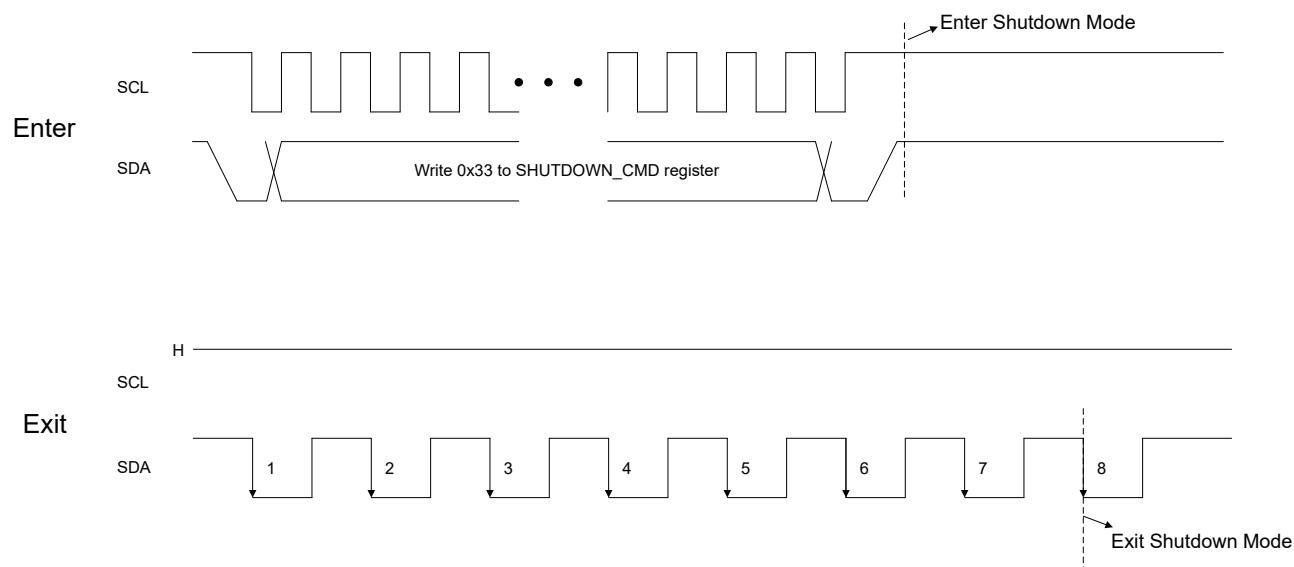 Enter Shutdown Mode
SCL
Enter
SDA
Write 0x33 to SHUTDOWN_CMD register
H
SCL
Exit
SDA
1 2 3 4 5 6 7 8
Exit Shutdown Mode